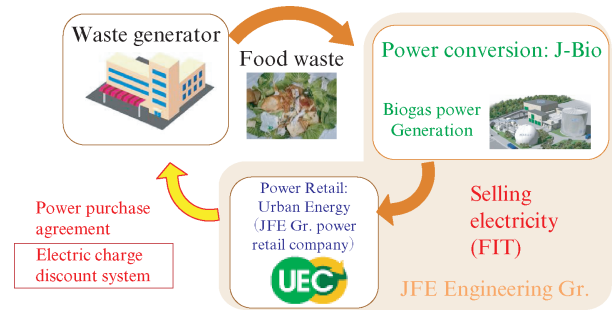 Waste generator
Food waste
Power conversion: J-Bio
Biogas power
Generation
Power Retail:
Urban Energy
(JFE Gr. power
retail company)
UEC
Power purchase
agreement
Electric charge
discount system
Selling
electricity
(FIT)
JFE Engineering Gr.